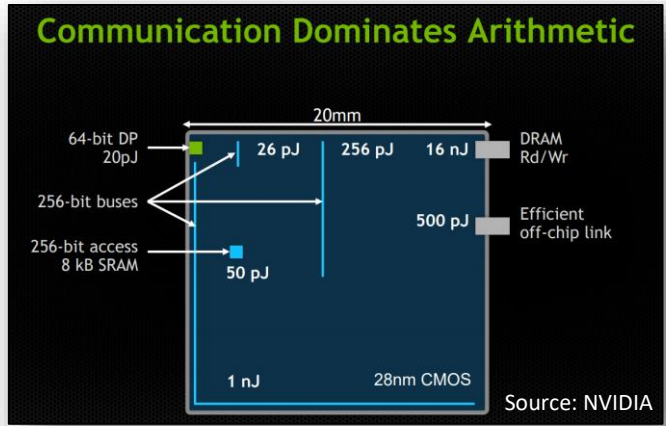 Communication Dominates Arithmetic
20mm
64-bit DP
20pJ
26 pJ
256 pJ
16 nJ
DRAM
Rd/Wr
256-bit buses
500 pJ
Efficient
off-chip link
256-bit access
8 kB SRAM
50 pJ
1 nJ
28nm CMOS
Source: NVIDIA